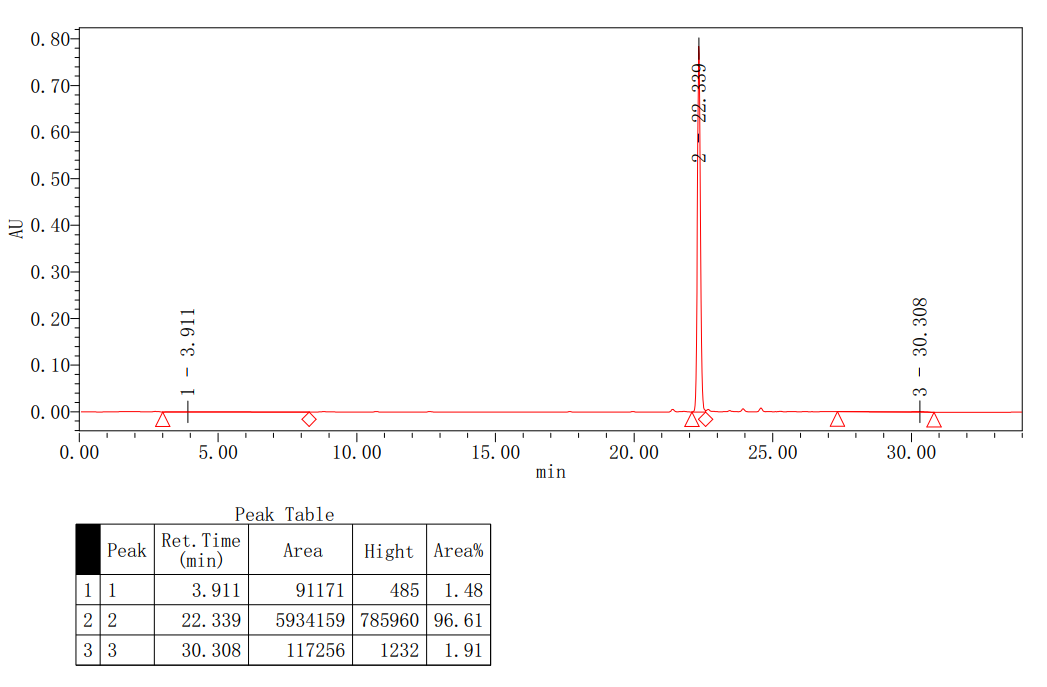 0.80
0.70
0.60
0.50
0.40
0.30
0.20
0.10
0.00
AU
1 - 3.911
2 - 22.339
3 - 30.308
0.00 5.00 10.00 15.00 20.00 25.00 30.00
min
Peak Table
Peak Ret.Time (min) Area Hight Area%
1 1 3.911 91171 485 1.48
2 2 22.339 5934159 785960 96.61
3 3 30.308 117256 1232 1.91